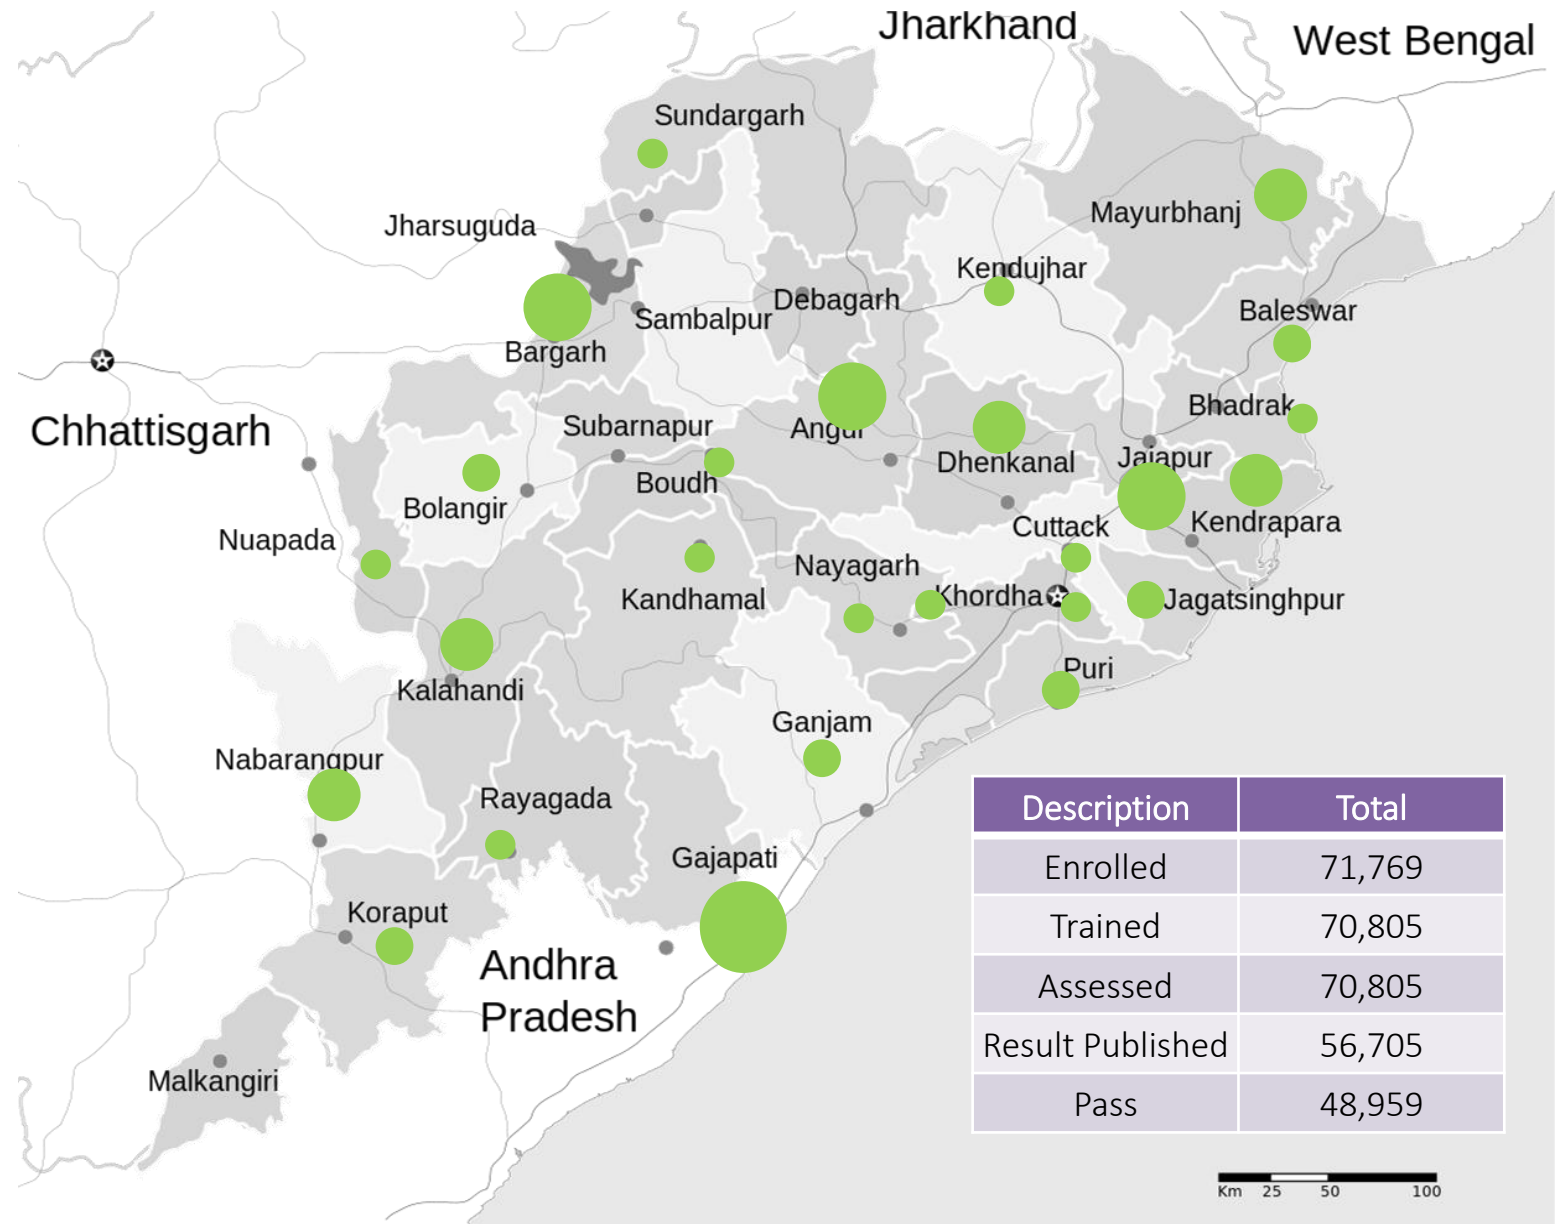 Jharkhand
West Bengal
Sundargarh
Mayurbhanj
Jharsuguda
Kendujhar
Debagarh
Baleswar
Sambalpur
Bargarh
Bhadrak
Chhattisgarh
Subarnapur
Angul
Dhenkanal
Jajapur
Boudh
Bolangir
Kendrapara
Cuttack
Nuapada
Nayagarh
Khordha
Kandhamal
Jagatsinghpur
Puri
Kalahandi
Ganjam
Nabarangpur
Rayagada
Gajapati
Koraput
Andhra
Pradesh
Malkangiri
Description Total
Enrolled 71,769
Trained 70,805
Assessed 70,805
Result Published 56,705
Pass 48,959
Km 25 50 100